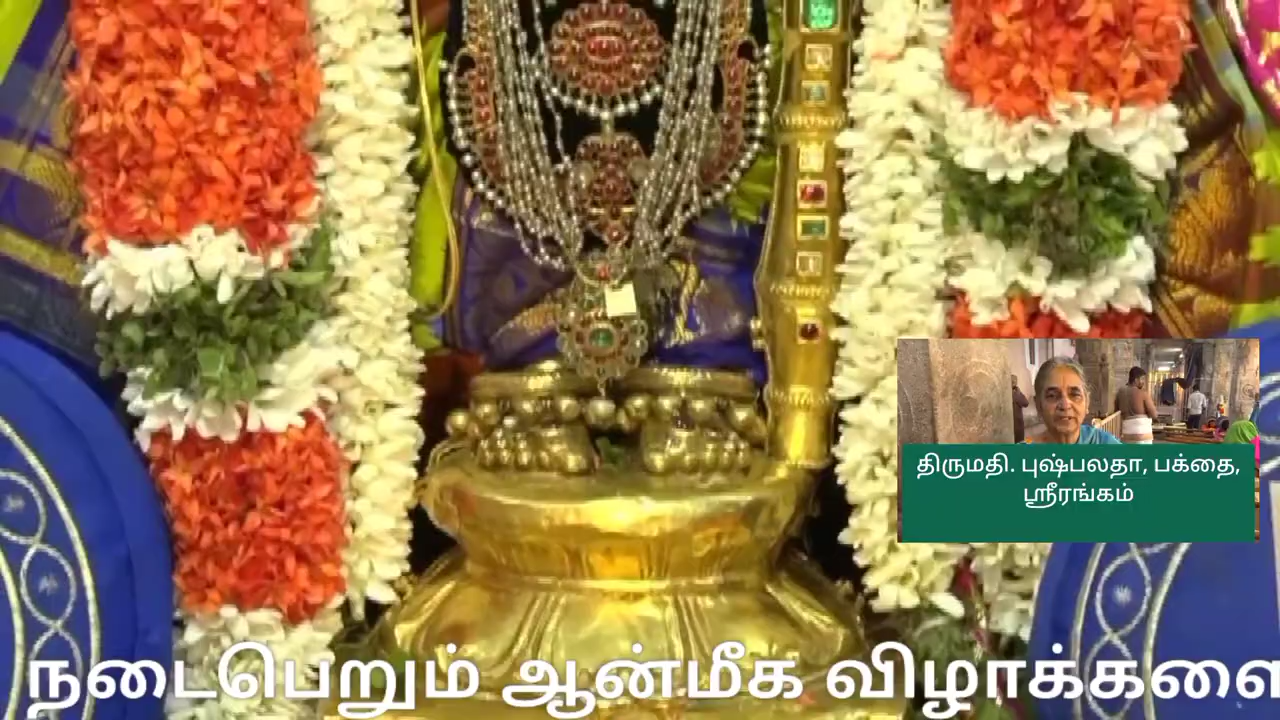 திருமதி. புஷ்பலதா, பக்தை,
ஸ்ரீரங்கம்
நடைபெறும் ஆன்மீக விழாக்களை